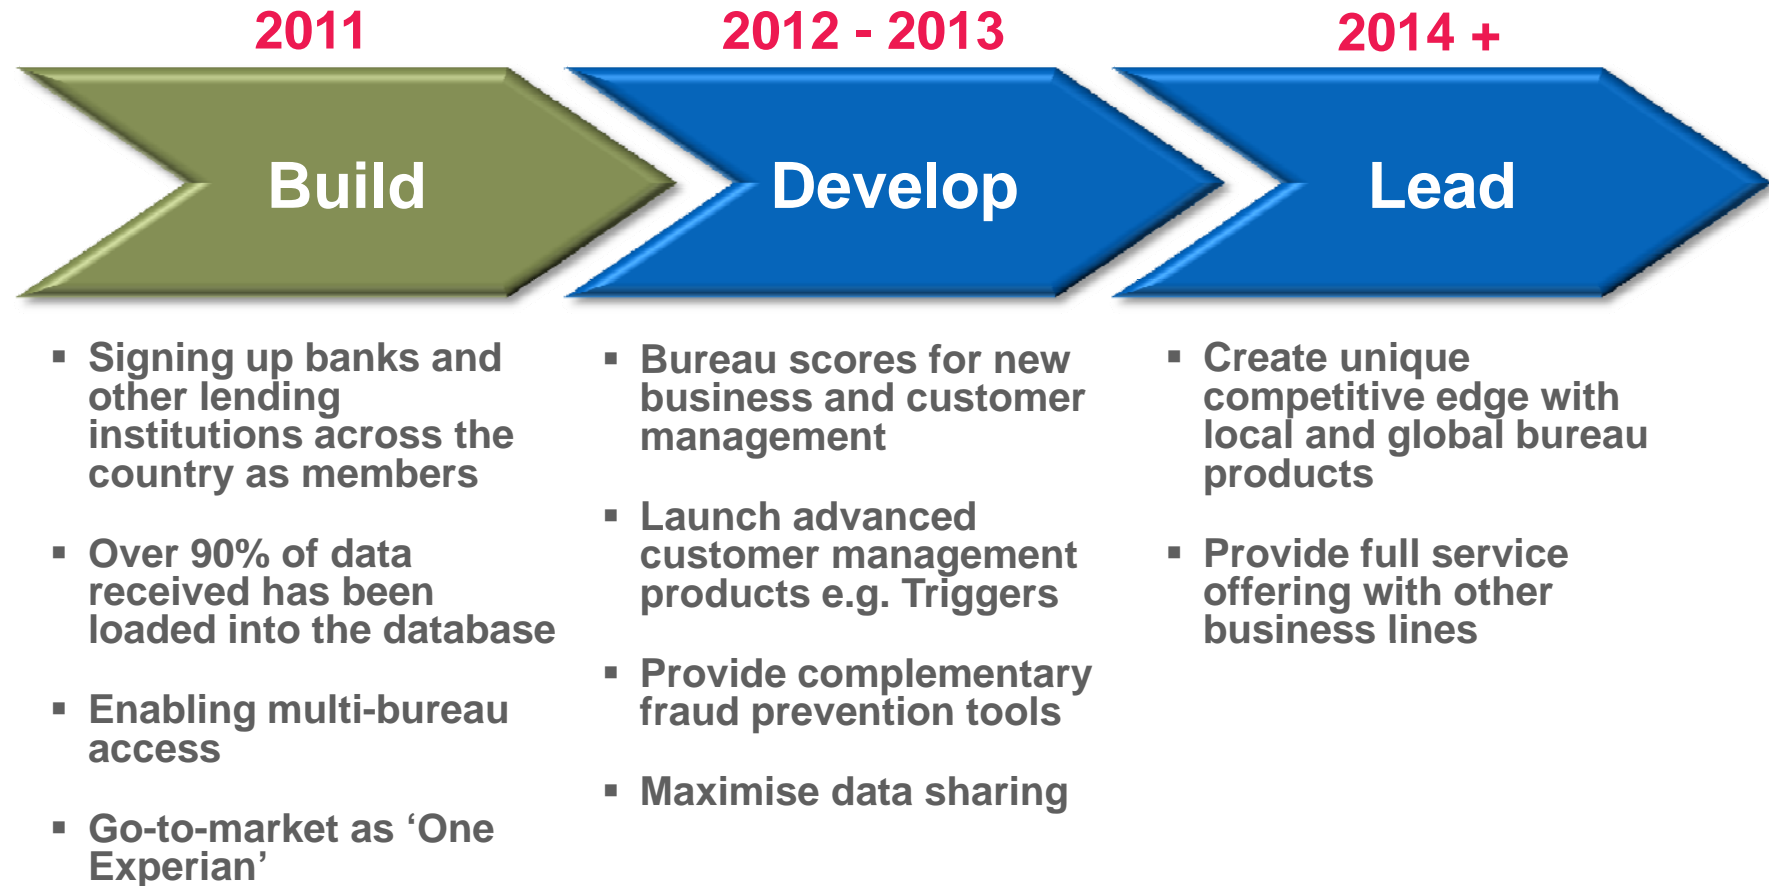 2011
2012 - 2013
2014 +
Build
Develop
Lead
▪ Signing up banks and
other lending
institutions across the
country as members
▪ Over 90% of data
received has been
loaded into the database
▪ Enabling multi-bureau
access
▪ Go-to-market as ‘One
Experian’
▪ Bureau scores for new
business and customer
management
▪ Launch advanced
customer management
products e.g. Triggers
▪ Provide complementary
fraud prevention tools
▪ Maximise data sharing
▪ Create unique
competitive edge with
local and global bureau
products
▪ Provide full service
offering with other
business lines